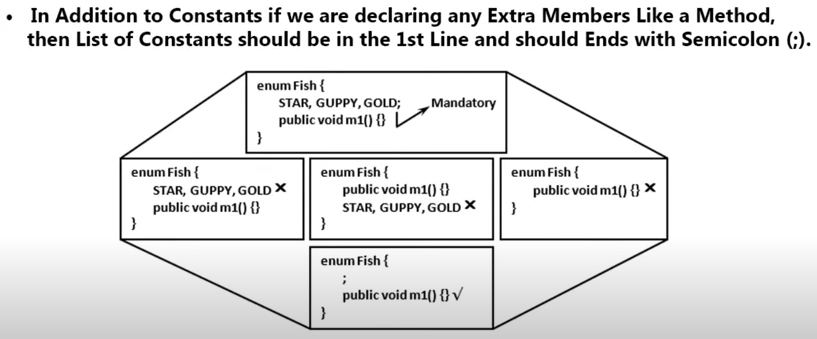 • In Addition to Constants if we are declaring any Extra Members Like a Method,
then List of Constants should be in the 1st Line and should Ends with Semicolon (;).
enum Fish {
STAR, GUPPY, GOLD; Mandatory
public void m1() {}
}
enum Fish {
STAR, GUPPY, GOLD ✕
public void m1() {}
}
enum Fish {
public void m1() {}
STAR, GUPPY, GOLD ✕
}
enum Fish {
public void m1() {} ✕
}
enum Fish {
;
public void m1() {} √
}